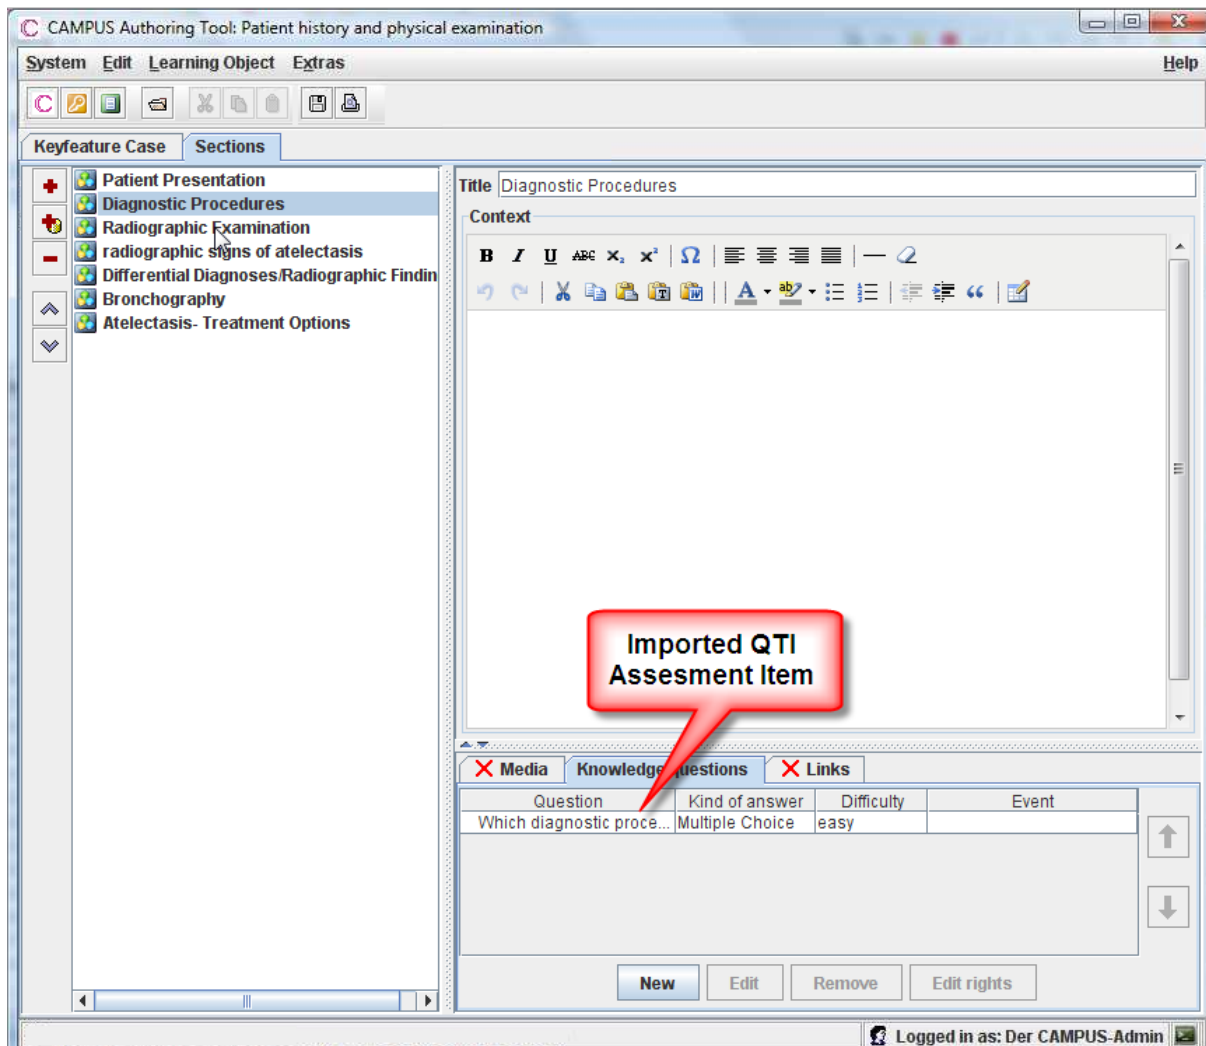 CAMPUS Authoring Tool: Patient history and physical examination
System Edit Learning Object Extras Help
Keyfeature Case Sections
Patient Presentation
Diagnostic Procedures
Radiographic Examination
radiographic signs of atelectasis
Differential Diagnoses/Radiographic Findin
Bronchography
Atelectasis- Treatment Options
Title Diagnostic Procedures
Context
B I U ABC x₂ x² Ω
Imported QTI
Assesment Item
Media Knowledge questions Links
Question Kind of answer Difficulty Event
Which diagnostic proce... Multiple Choice easy
New Edit Remove Edit rights
Logged in as: Der CAMPUS-Admin